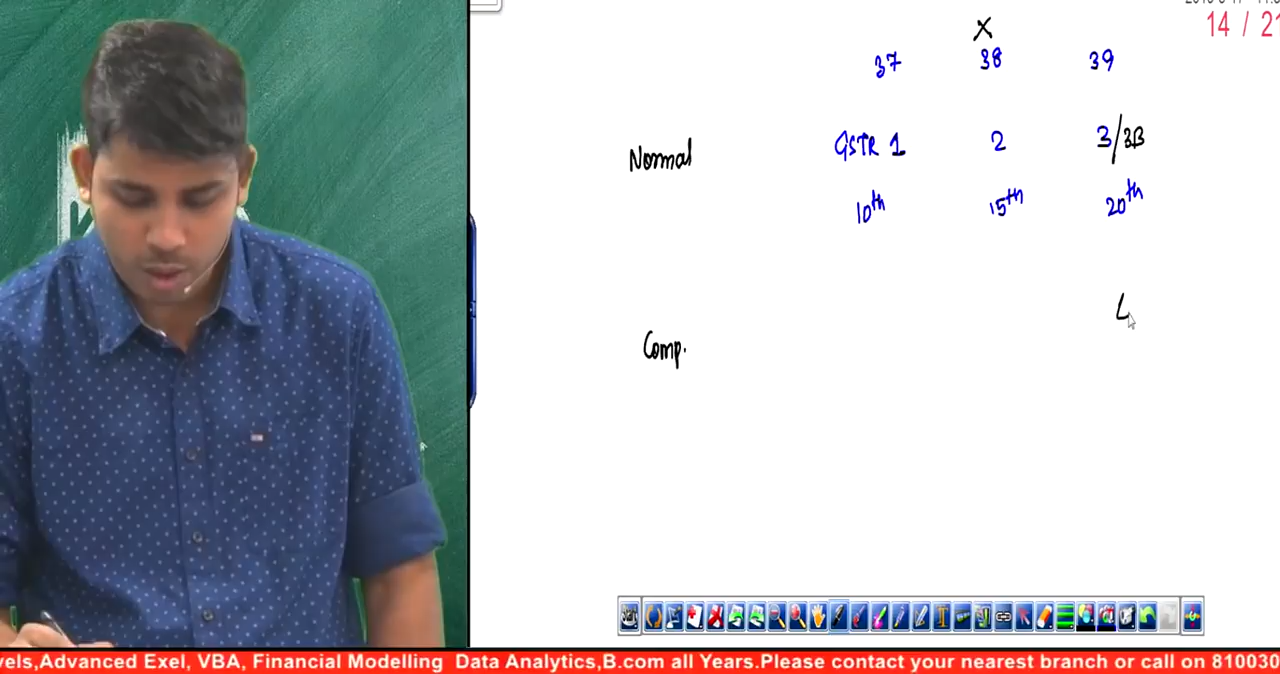 14 / 21
X
37 38 39
Normal GSTR 1 2 3/3B
10th 15th 20th
Comp.
vels,Advanced Exel, VBA, Financial Modelling Data Analytics,B.com all Years.Please contact your nearest branch or call on 810030